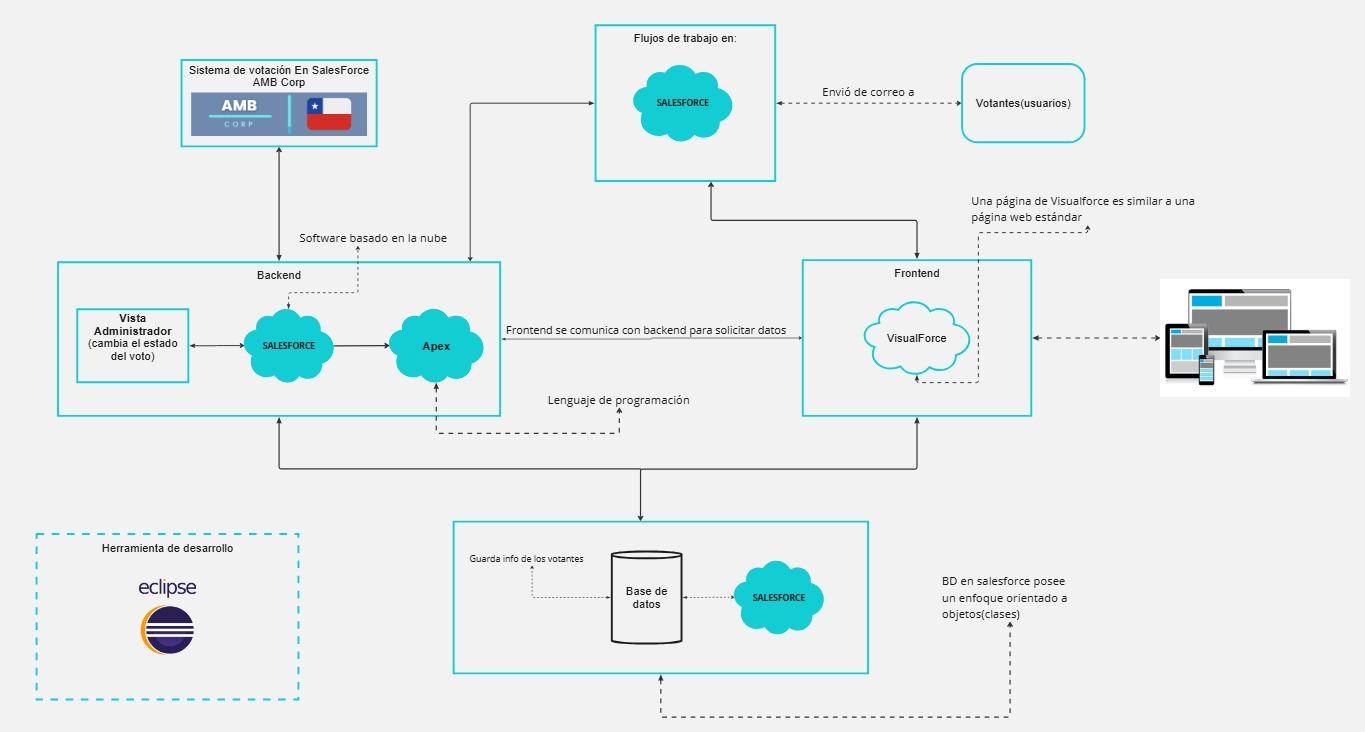 Flujos de trabajo en:
SALESFORCE
Envió de correo a
Votantes(usuarios)
Sistema de votación En SalesForce
AMB Corp
AMB
CORP
Una página de Visualforce es similar a una
página web estándar
Software basado en la nube
Backend
Vista
Administrador
(cambia el estado
del voto)
SALESFORCE
Apex
Frontend se comunica con backend para solicitar datos
Frontend
VisualForce
Lenguaje de programación
Herramienta de desarrollo
eclipse
Guarda info de los votantes
Base de
datos
SALESFORCE
BD en salesforce posee
un enfoque orientado a
objetos(clases)